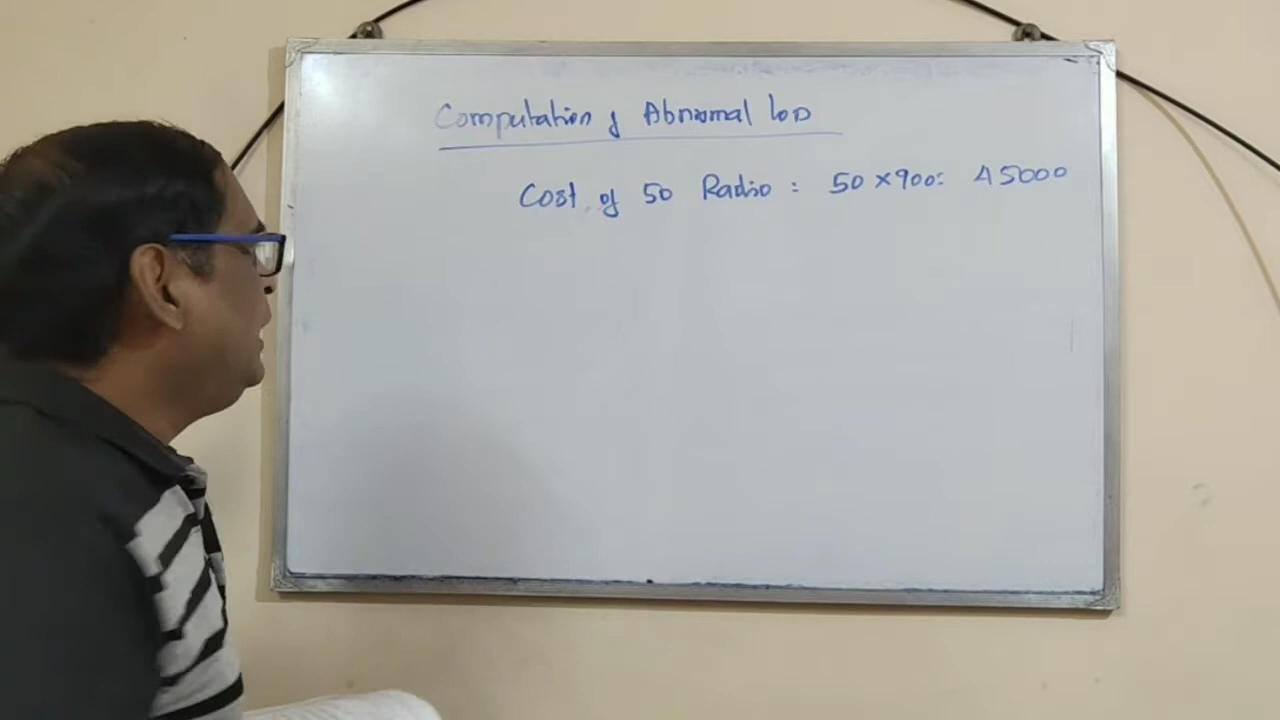 Computation of Abnormal loss
Cost of 50 Radio : 50 × 900 = 45000